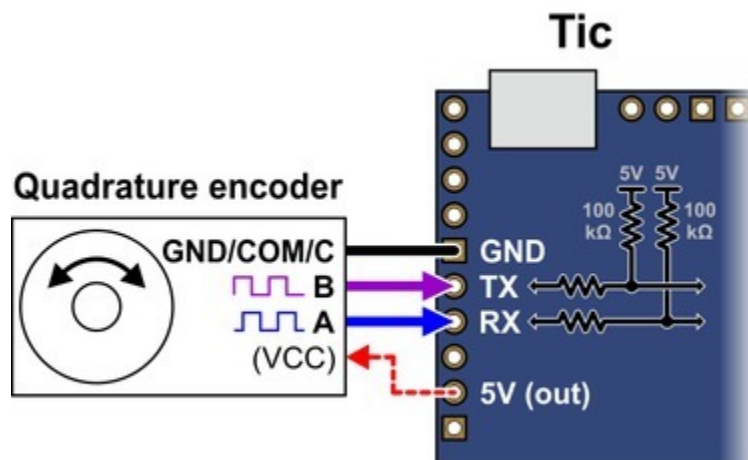 Tic
Quadrature encoder
GND/COM/C
B
A
(VCC)
5V 5V
100
kΩ
100
kΩ
GND
TX
RX
5V (out)